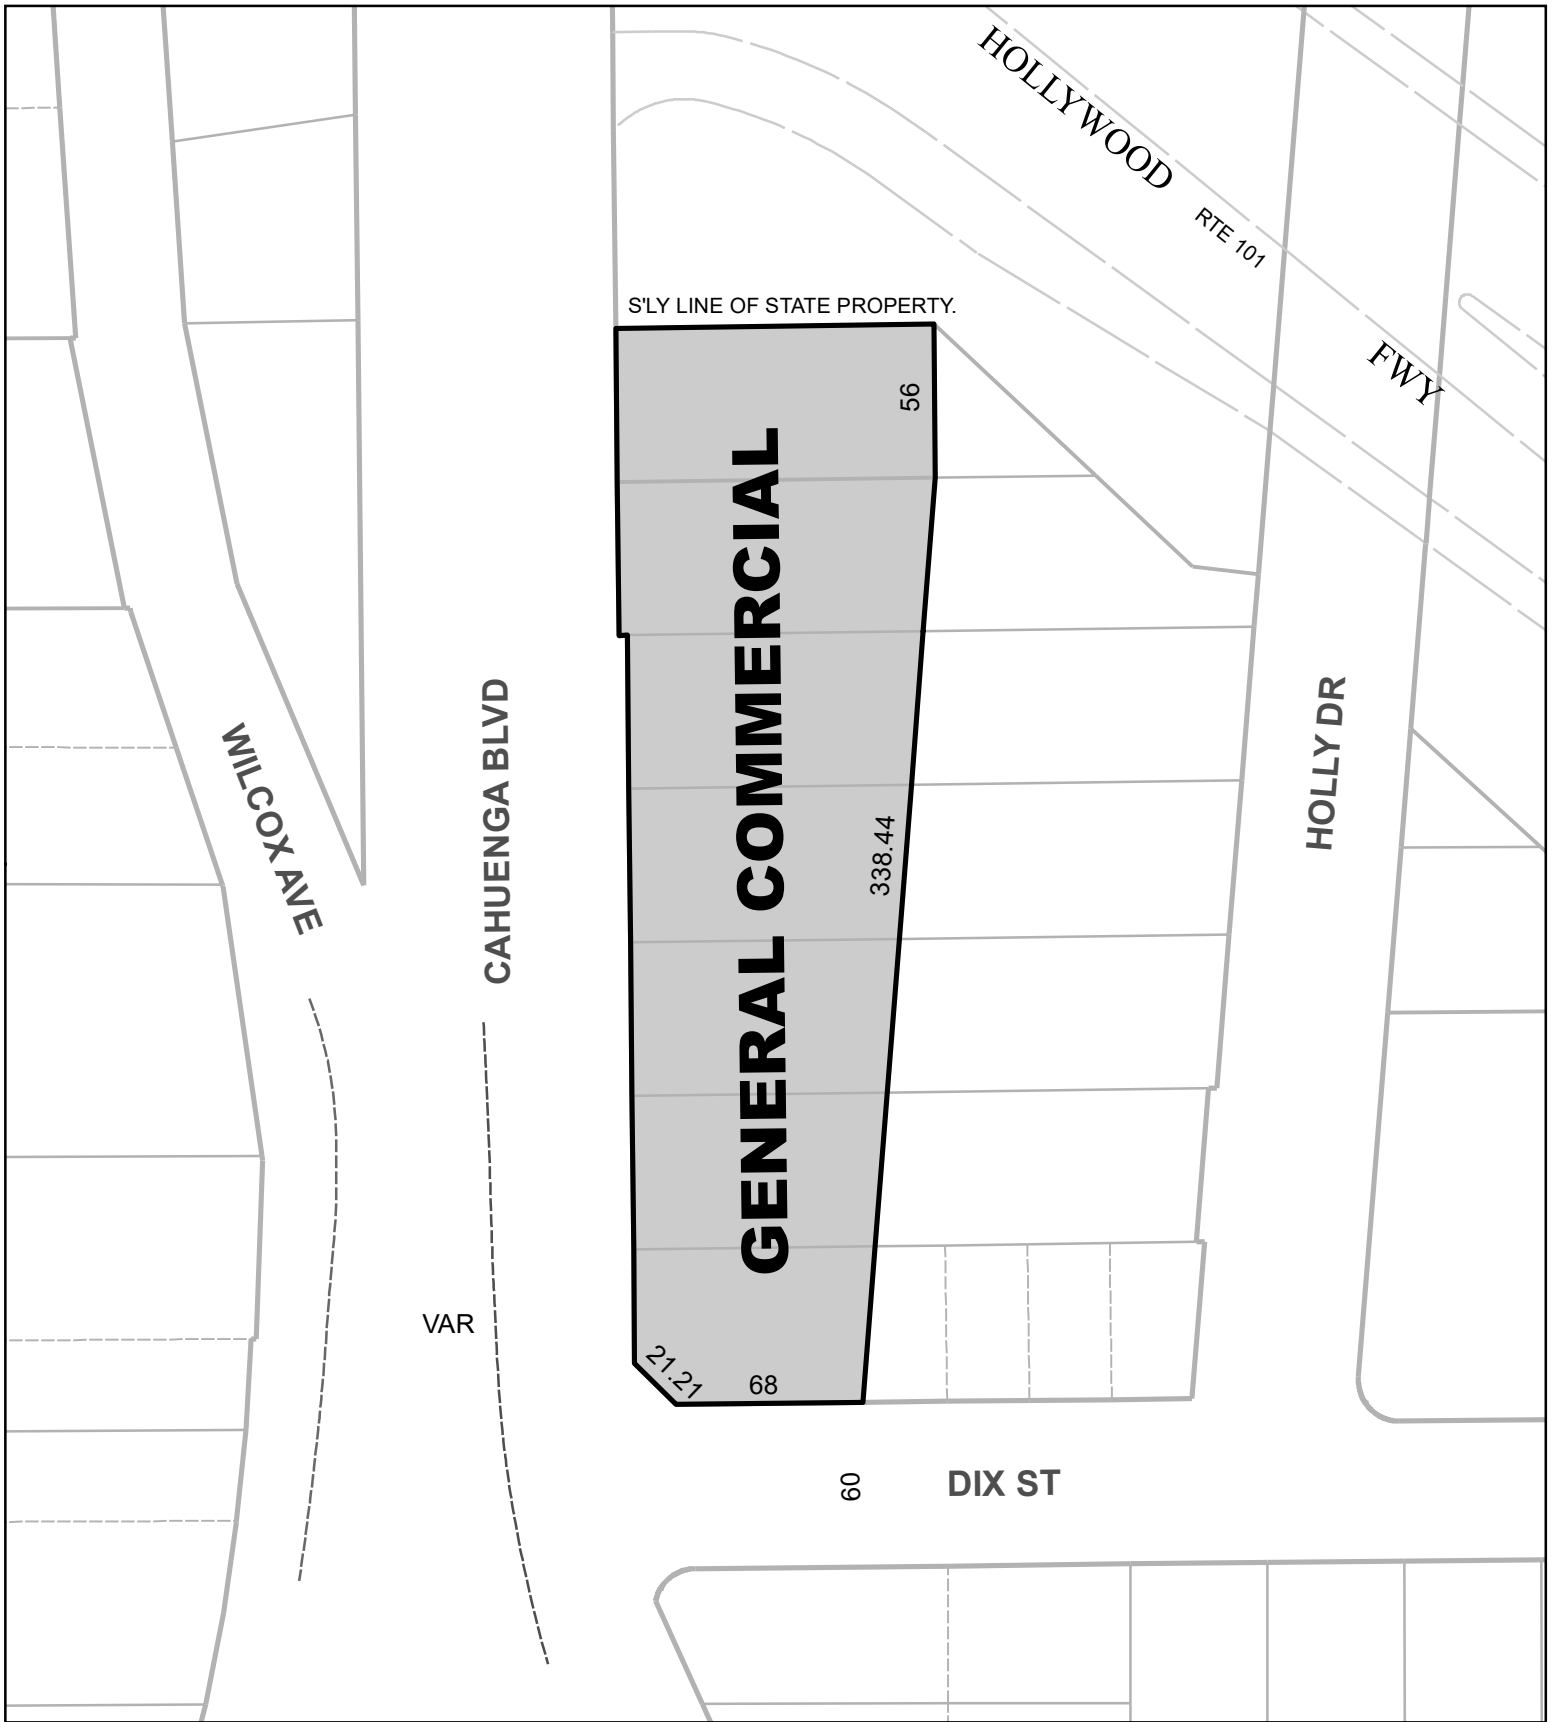 HOLLYWOOD
RTE 101
FWY
S'LY LINE OF STATE PROPERTY.
56
GENERAL COMMERCIAL
WILCOX AVE
CAHUENGA BLVD
HOLLY DR
338.44
VAR
21.21
68
60
DIX ST